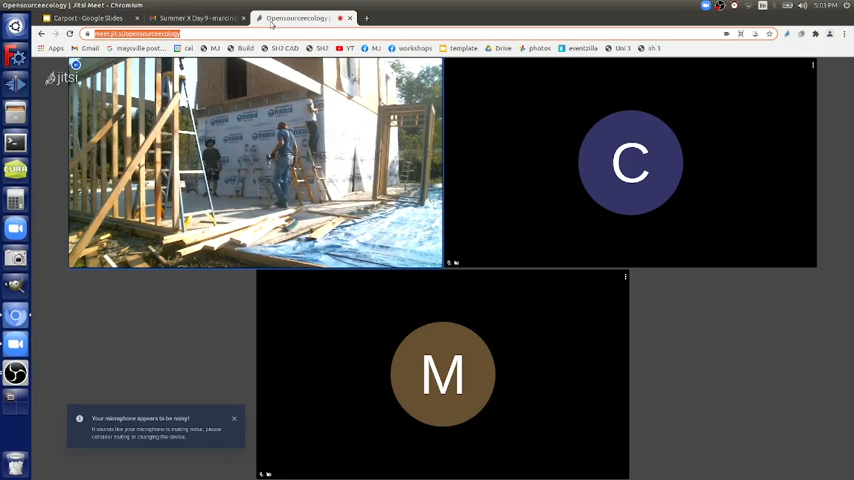 Opensourceecology | Jitsi Meet - Chromium
En
5:03 PM
Carport - Google Slides
Summer X Day 9 - marcin
Opensourceecology |
meet.jit.si/opensourceecology
Gmail
maysville post...
cal
MJ
Build
SH2 CAD
SH2
YT
MJ
workshops
template
Drive
photos
eventzilla
Uni 3
sh 3
jitsi
C
M
CURA
Your microphone appears to be noisy!
It sounds like your microphone is making noise, please
consider muting or changing the device.